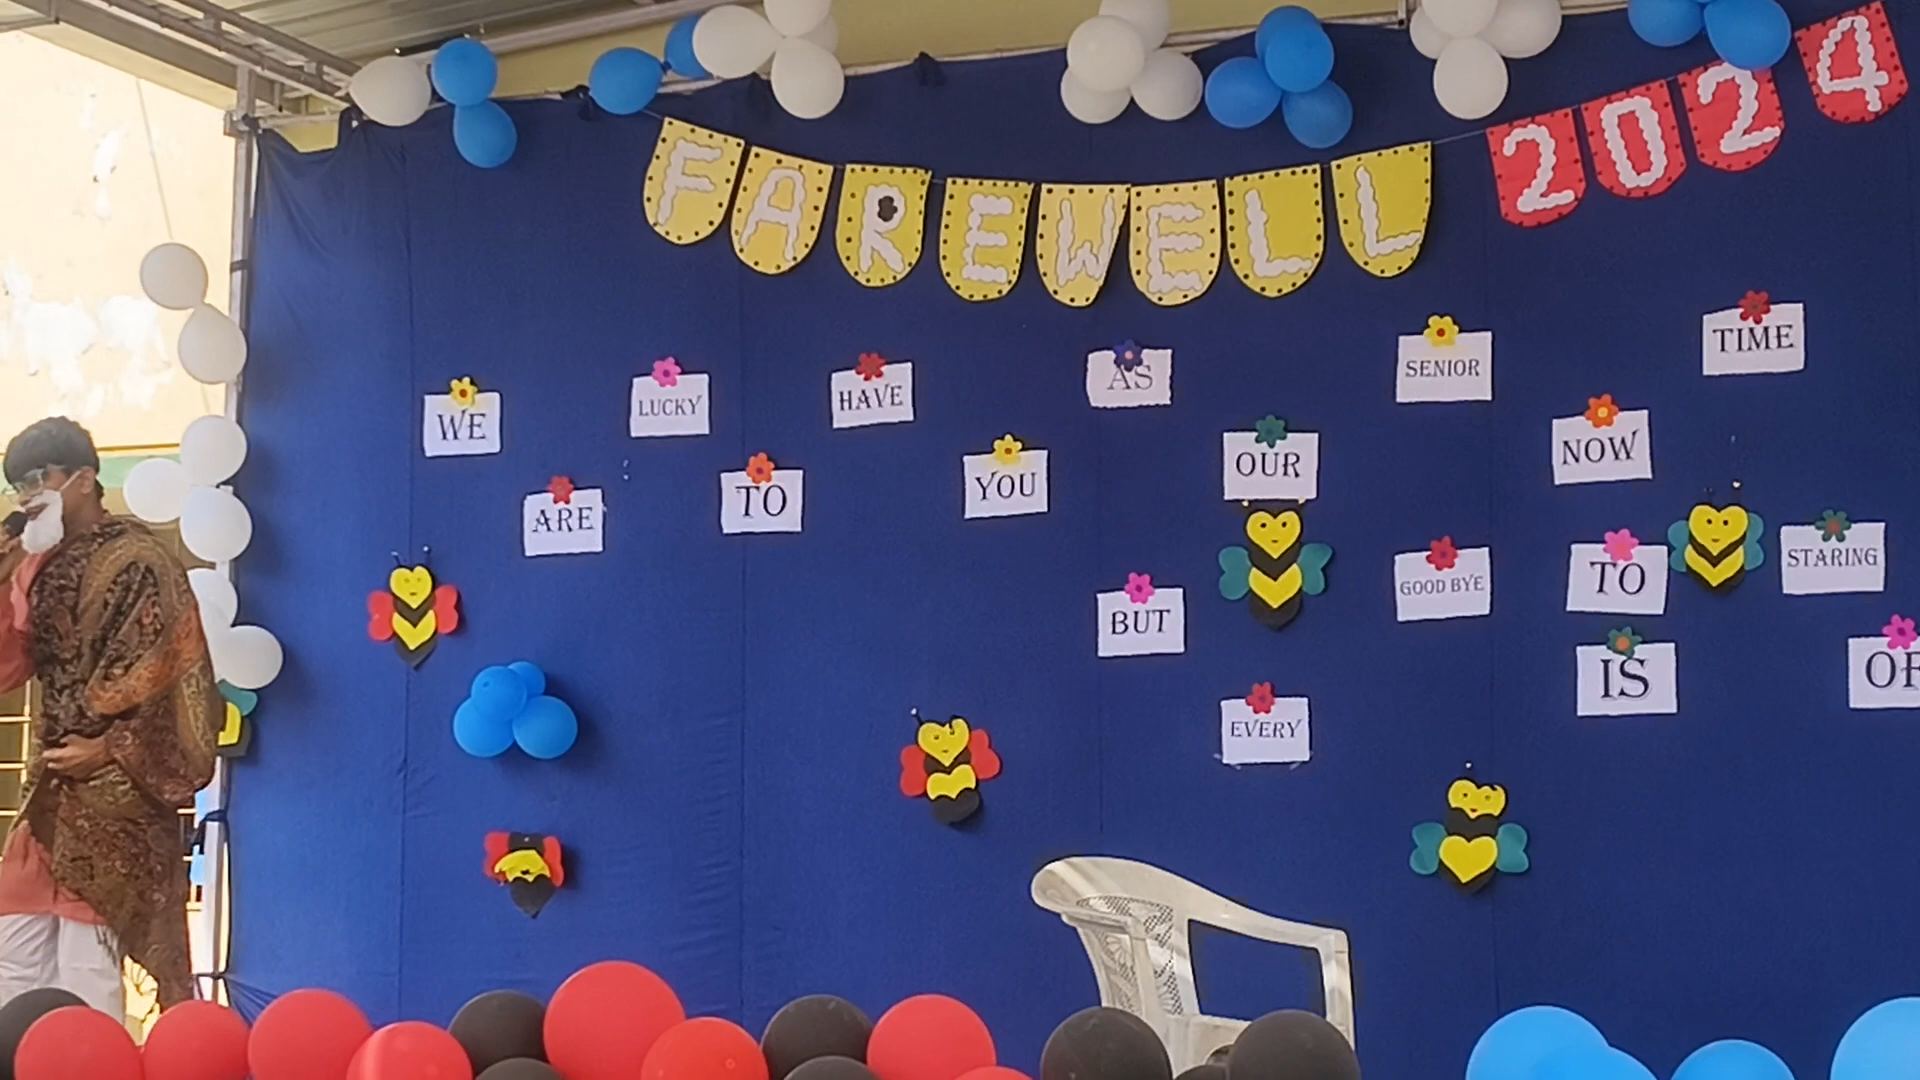 FAREWELL 2024
WE ARE LUCKY TO HAVE YOU AS OUR SENIOR
BUT NOW TIME
TO
GOOD BYE
EVERY
IS
STARING
OF